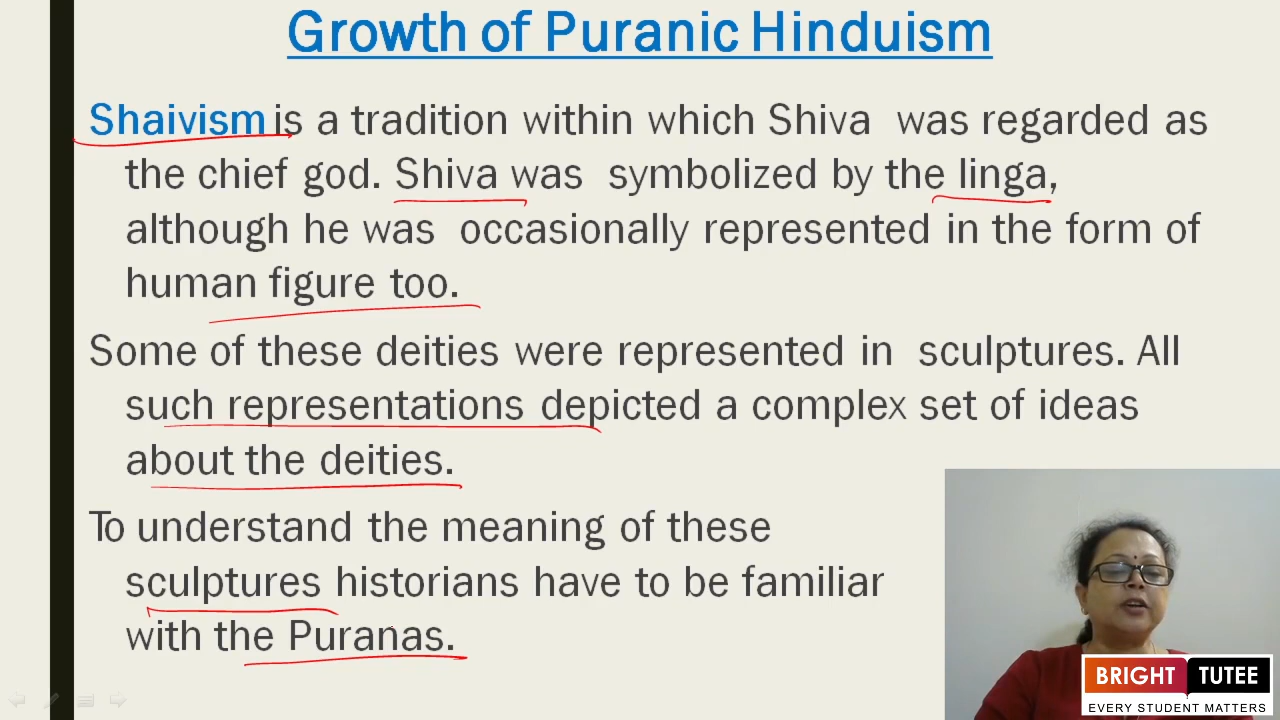 Growth of Puranic Hinduism
Shaivism is a tradition within which Shiva was regarded as
the chief god. Shiva was symbolized by the linga,
although he was occasionally represented in the form of
human figure too.
Some of these deities were represented in sculptures. All
such representations depicted a complex set of ideas
about the deities.
To understand the meaning of these
sculptures historians have to be familiar
with the Puranas.
BRIGHT TUTEE
EVERY STUDENT MATTERS